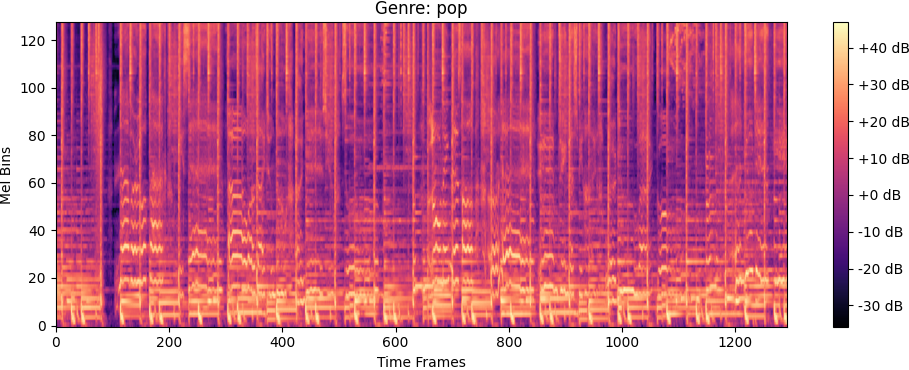 Genre: pop
Mel Bins
120
100
80
60
40
20
0
0 200 400 600 800 1000 1200
Time Frames
+40 dB
+30 dB
+20 dB
+10 dB
+0 dB
-10 dB
-20 dB
-30 dB